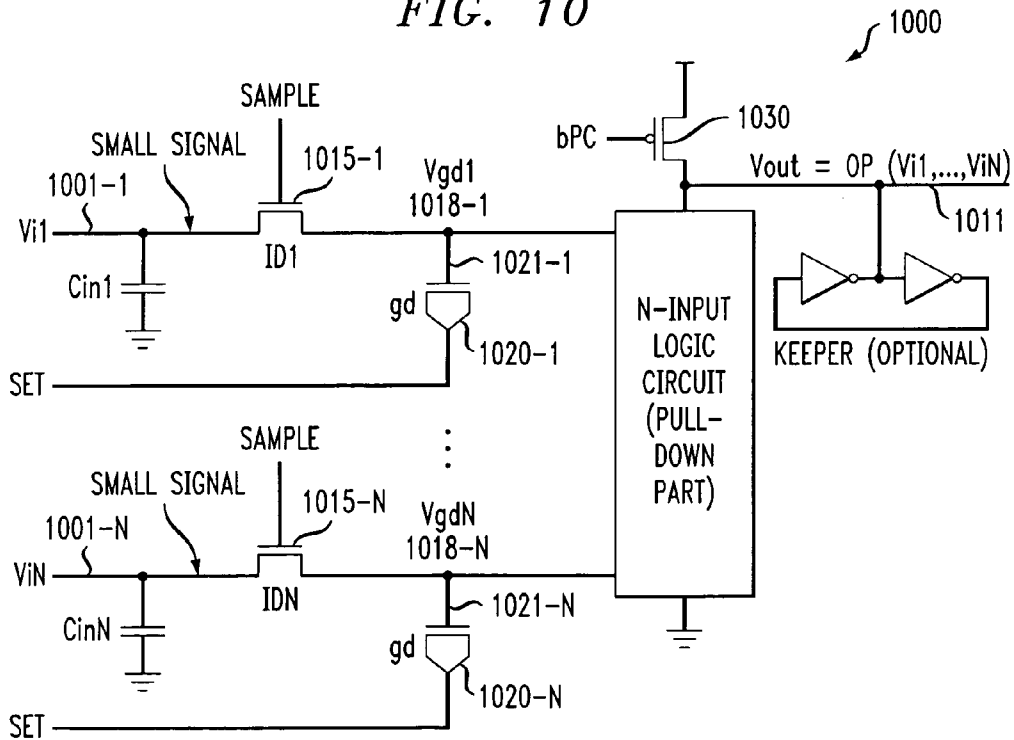 FIG. 10
1000
SAMPLE
SMALL SIGNAL
1015-1
1001-1
Vi1
ID1
Cin1
Vgd1
1018-1
1021-1
gd
1020-1
SET
bPC
1030
Vout = OP (Vi1,...,ViN)
1011
N-INPUT
LOGIC
CIRCUIT
(PULL-
DOWN
PART)
KEEPER (OPTIONAL)
SAMPLE
SMALL SIGNAL
1015-N
1001-N
ViN
IDN
CinN
VgdN
1018-N
1021-N
gd
1020-N
SET